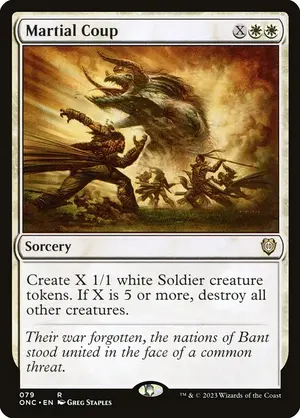 Martial Coup X W W
Sorcery
Create X 1/1 white Soldier creature
tokens. If X is 5 or more, destroy all
other creatures.
Their war forgotten, the nations of Bant
stood united in the face of a common
threat.
079 R
ONC • EN Greg Staples ™ & © 2023 Wizards of the Coast